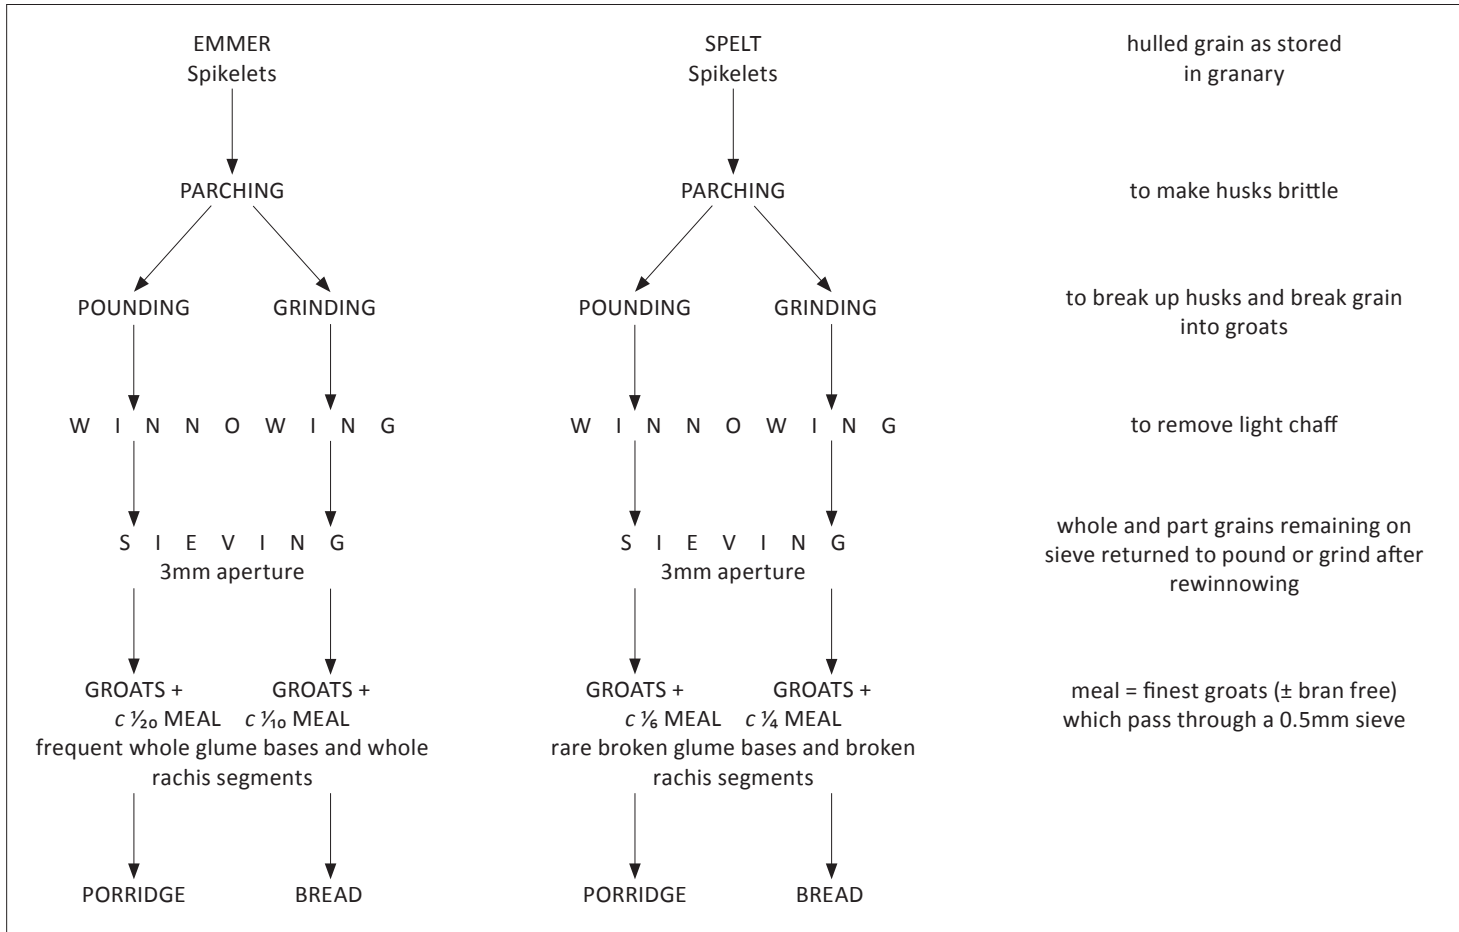 EMMER
Spikelets
SPELT
Spikelets
hulled grain as stored
in granary
PARCHING
PARCHING
to make husks brittle
POUNDING
GRINDING
POUNDING
GRINDING
to break up husks and break grain
into groats
W I N N O W I N G
W I N N O W I N G
to remove light chaff
S I E V I N G
3mm aperture
S I E V I N G
3mm aperture
whole and part grains remaining on
sieve returned to pound or grind after
rewinnowing
GROATS +
c 1⁄20 MEAL
GROATS +
c 1⁄10 MEAL
frequent whole glume bases and whole
rachis segments
GROATS +
c 1⁄6 MEAL
GROATS +
c 1⁄4 MEAL
rare broken glume bases and broken
rachis segments
meal = finest groats (± bran free)
which pass through a 0.5mm sieve
PORRIDGE
BREAD
PORRIDGE
BREAD